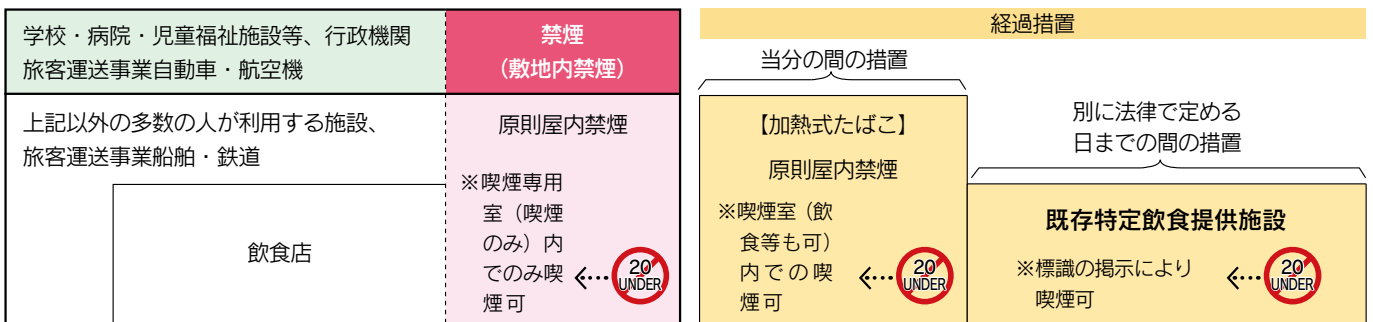 学校・病院・児童福祉施設等、行政機関
旅客運送事業自動車・航空機
禁煙
(敷地内禁煙)
上記以外の多数の人が利用する施設、
旅客運送事業船舶・鉄道
飲食店
原則屋内禁煙
※喫煙専用
室(喫煙
のみ)内
でのみ喫
煙可
20
UNDER
経過措置
当分の間の措置
【加熱式たばこ】
原則屋内禁煙
※喫煙室(飲
食等も可)
内での喫
煙可
20
UNDER
別に法律で定める
日までの間の措置
既存特定飲食提供施設
※標識の掲示により
喫煙可
20
UNDER